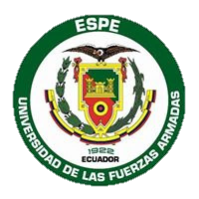 ESPE
UNIVERSIDAD DE LAS FUERZAS ARMADAS
1922
ECUADOR